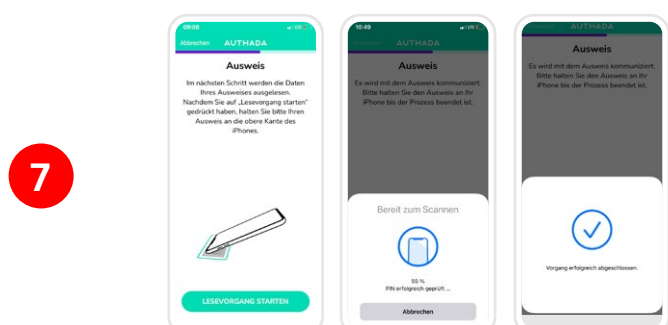 7
09:09
Abbrechen AUTHADA
Ausweis
Im nächsten Schritt werden die Daten
Ihres Ausweises ausgelesen.
Nachdem Sie auf „Lesevorgang starten“
gedrückt haben, halten Sie bitte Ihren
Ausweis an die obere Kante des
iPhones.
LESEVORGANG STARTEN
10:49
AUTHADA
Ausweis
Es wird mit dem Ausweis kommuniziert.
Bitte halten Sie den Ausweis an Ihr
iPhone bis der Prozess beendet ist.
Bereit zum Scannen
55 %
PIN erfolgreich geprüft ...
Abbrechen
AUTHADA
Ausweis
Es wird mit dem Ausweis kommuniziert.
Bitte halten Sie den Ausweis an Ihr
iPhone bis der Prozess beendet ist.
Vorgang erfolgreich abgeschlossen.